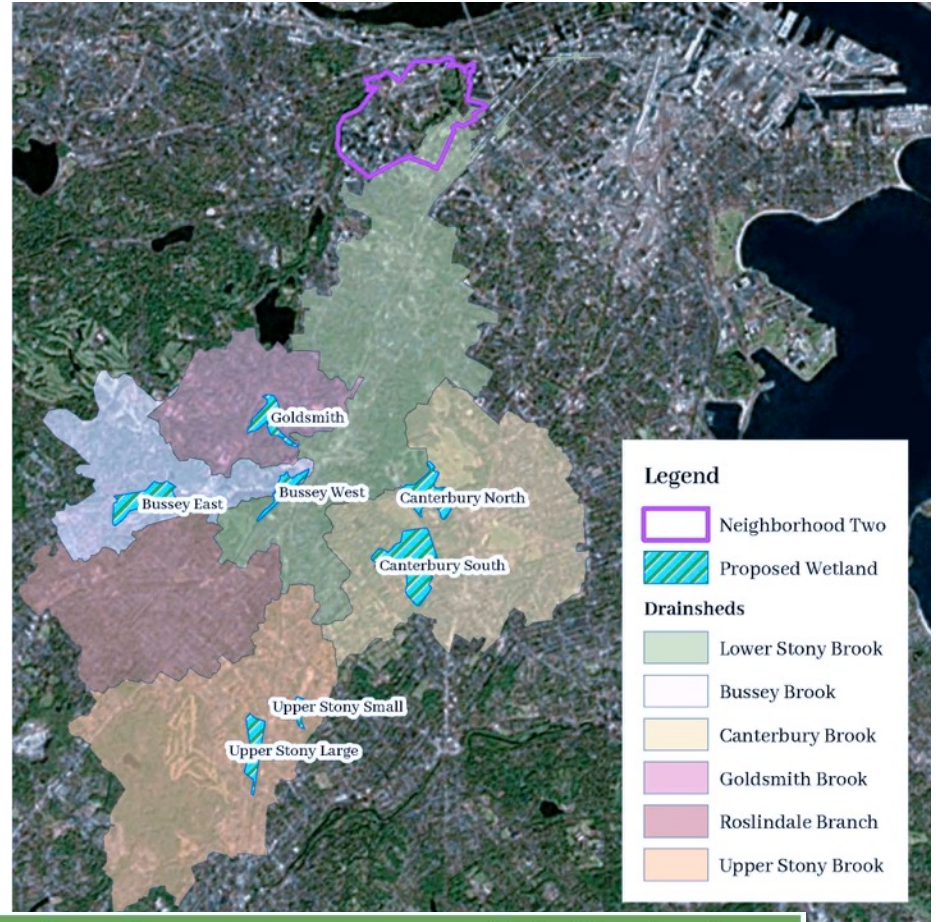 Goldsmith
Bussey East
Bussey West
Canterbury North
Canterbury South
Upper Stony Small
Upper Stony Large
Legend
Neighborhood Two
Proposed Wetland
Drainsheds
Lower Stony Brook
Bussey Brook
Canterbury Brook
Goldsmith Brook
Roslindale Branch
Upper Stony Brook